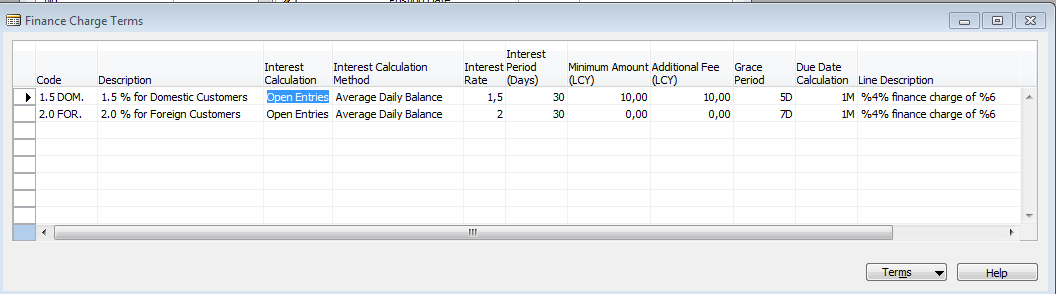 Finance Charge Terms
Code Description Interest Calculation Interest Calculation Method Interest Rate Interest Period (Days) Minimum Amount (LCY) Additional Fee (LCY) Grace Period Due Date Calculation Line Description
1.5 DOM. 1.5 % for Domestic Customers Open Entries Average Daily Balance 1,5 30 10,00 10,00 5D 1M %4% finance charge of %6
2.0 FOR. 2.0 % for Foreign Customers Open Entries Average Daily Balance 2 30 0,00 0,00 7D 1M %4% finance charge of %6
Terms Help